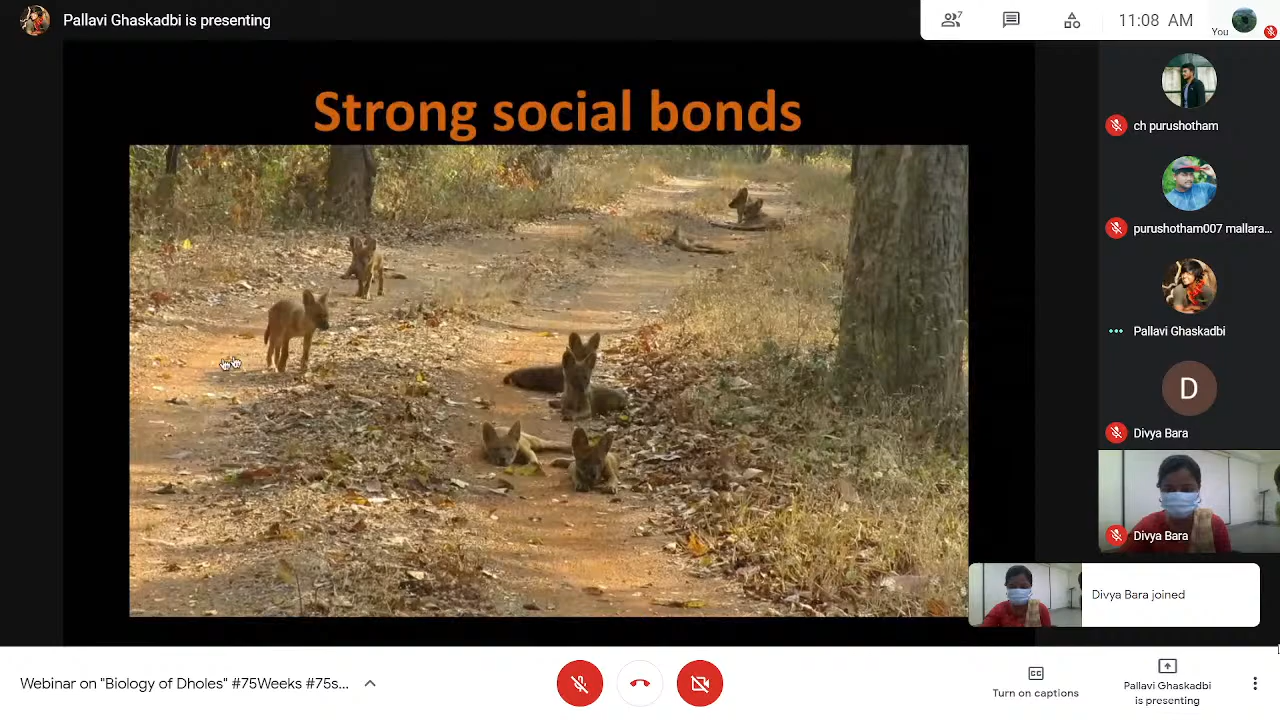 Pallavi Ghaskadbi is presenting
7
11:08 AM
You
Strong social bonds
ch purushotham
purushotham007 mallara...
Pallavi Ghaskadbi
D
Divya Bara
Divya Bara
Divya Bara joined
Webinar on "Biology of Dholes" #75Weeks #75s...
CC
Turn on captions
Pallavi Ghaskadbi
is presenting